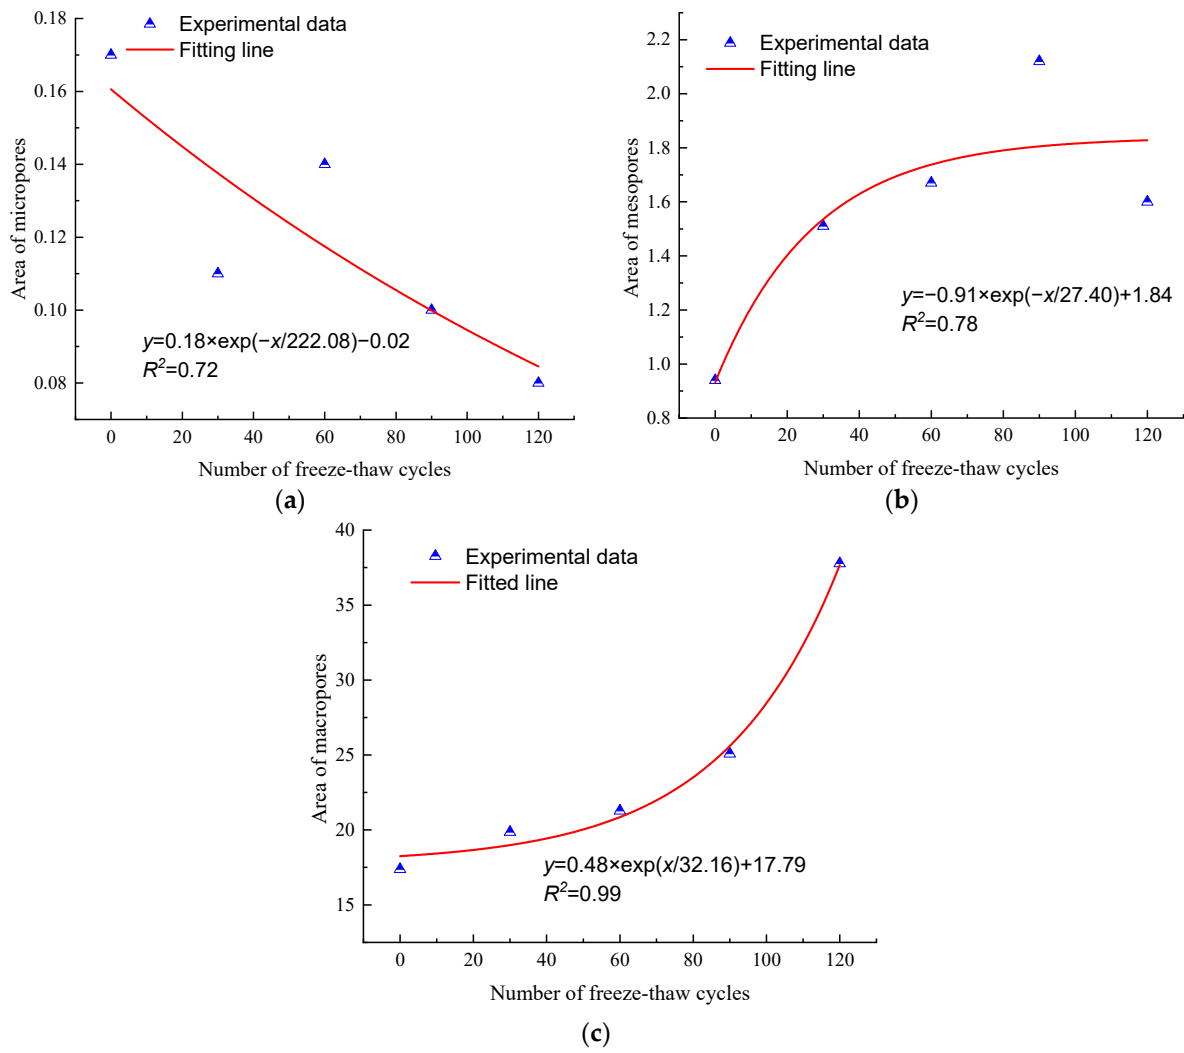 Experimental data
Fitting line
0.18
0.16
0.14
0.12
0.10
0.08
Area of micropores
y=0.18×exp(−x/222.08)−0.02
R²=0.72
0 20 40 60 80 100 120
Number of freeze-thaw cycles
(a)
Experimental data
Fitting line
2.2
2.0
1.8
1.6
1.4
1.2
1.0
0.8
Area of mesopores
y=−0.91×exp(−x/27.40)+1.84
R²=0.78
0 20 40 60 80 100 120
Number of freeze-thaw cycles
(b)
Experimental data
Fitted line
40
35
30
25
20
15
Area of macropores
y=0.48×exp(x/32.16)+17.79
R²=0.99
0 20 40 60 80 100 120
Number of freeze-thaw cycles
(c)